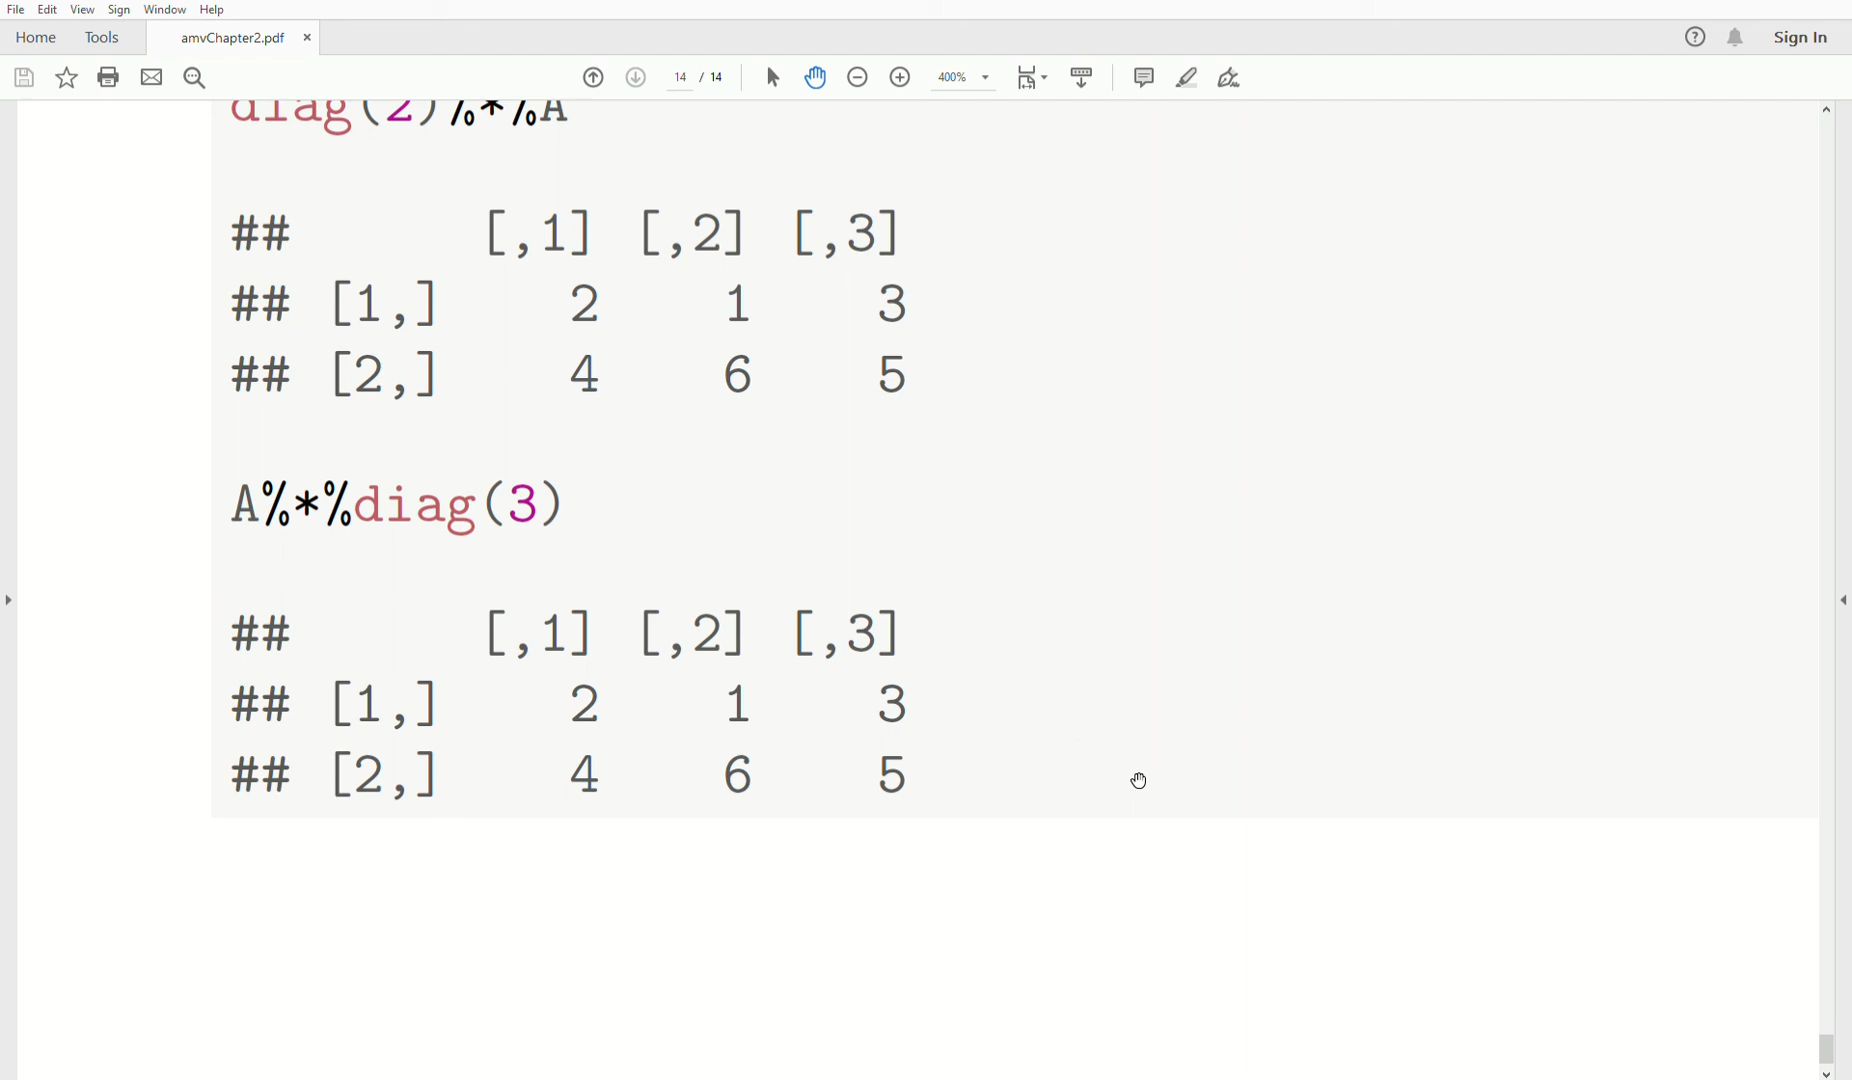 File Edit View Sign Window Help
Home Tools amvChapter2.pdf × ? Sign In
14 / 14 400%
diag(2)%*%A
## [,1] [,2] [,3]
## [1,] 2 1 3
## [2,] 4 6 5
A%*%diag(3)
## [,1] [,2] [,3]
## [1,] 2 1 3
## [2,] 4 6 5